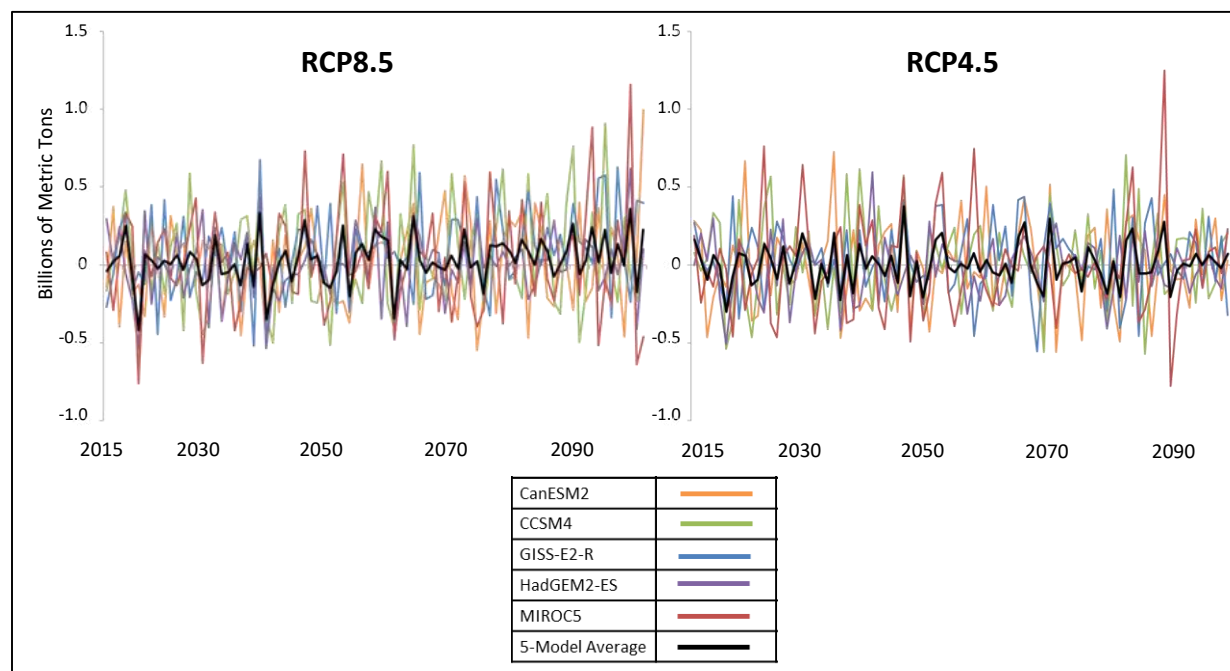 RCP8.5
RCP4.5
Billions of Metric Tons
1.5
1.0
0.5
0
-0.5
-1.0
1.5
1.0
0.5
0
-0.5
-1.0
2015 2030 2050 2070 2090
2015 2030 2050 2070 2090
CanESM2
CCSM4
GISS-E2-R
HadGEM2-ES
MIROC5
5-Model Average